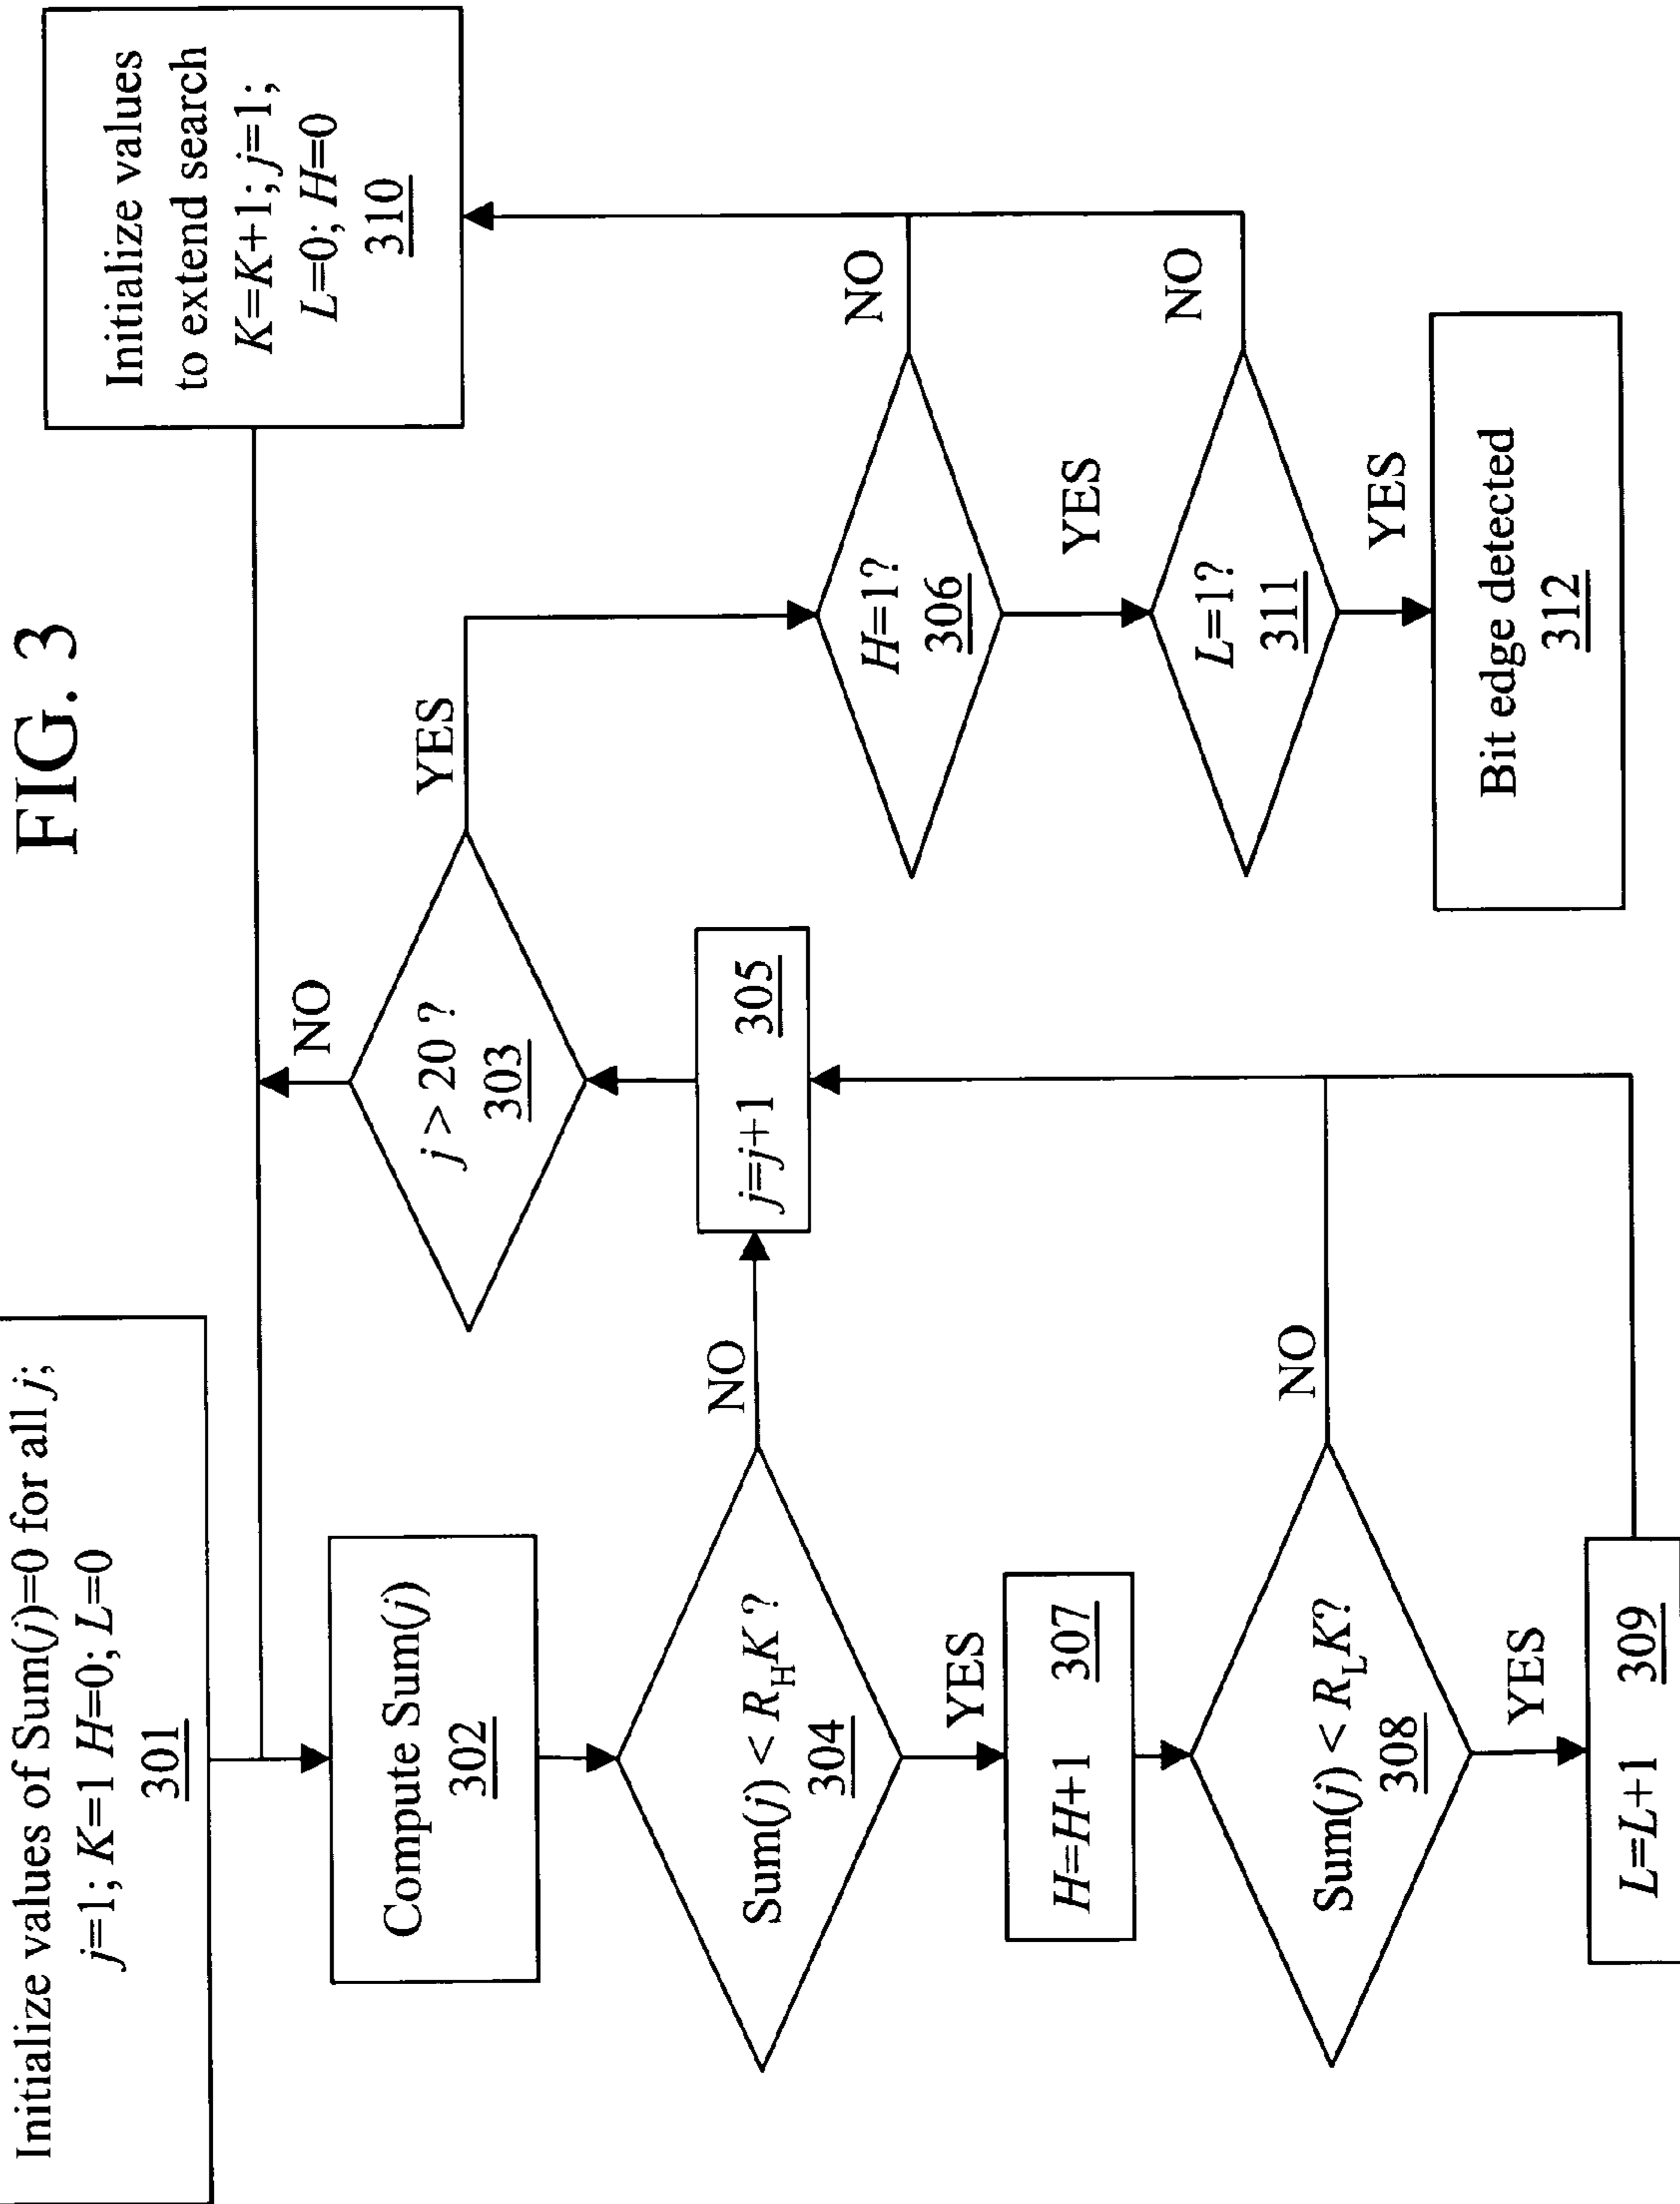 FIG. 3
Initialize values of Sum(j)=0 for all j;
j=1; K=1 H=0; L=0
301
Compute Sum(j)
302
Sum(j) < R_H K ?
304
NO
YES
H=H+1 307
Sum(j) < R_L K?
308
NO
YES
L=L+1 309
j=j+1 305
j > 20 ?
303
NO
YES
Initialize values
to extend search
K=K+1; j=1;
L=0; H=0
310
H=1?
306
NO
YES
L=1?
311
NO
YES
Bit edge detected
312